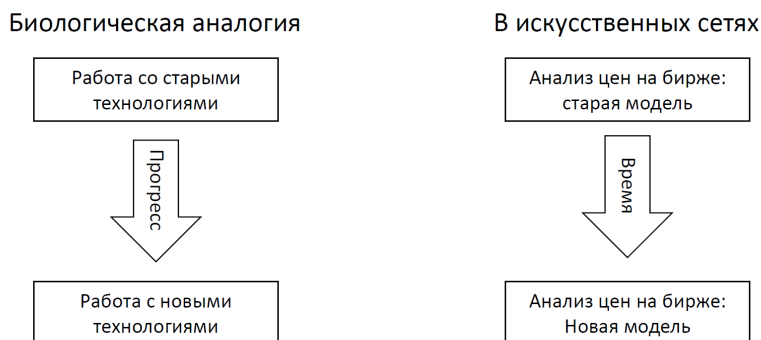 Биологическая аналогия
В искусственных сетях
Работа со старыми
технологиями
Анализ цен на бирже:
старая модель
Прогресс
Время
Работа с новыми
технологиями
Анализ цен на бирже:
Новая модель